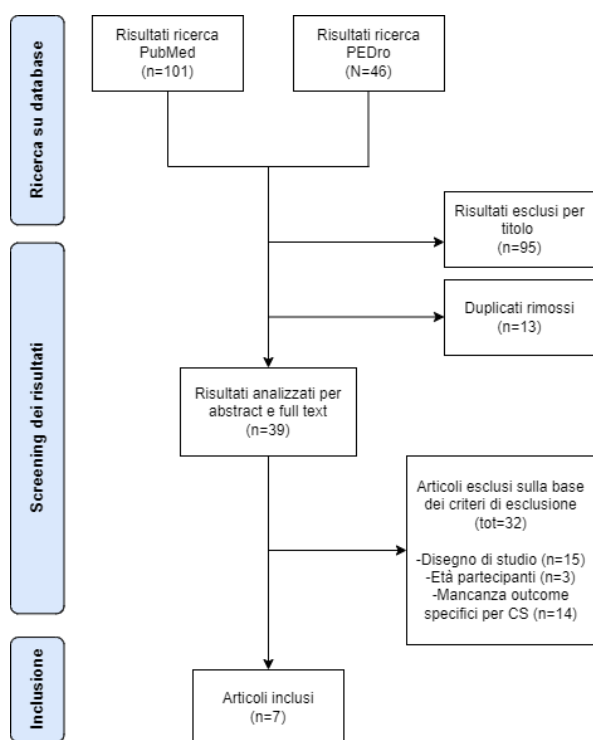 Ricerca su database
Risultati ricerca
PubMed
(n=101)
Risultati ricerca
PEDro
(N=46)
Screening dei risultati
Risultati esclusi per
titolo
(n=95)
Duplicati rimossi
(n=13)
Risultati analizzati per
abstract e full text
(n=39)
Articoli esclusi sulla base
dei criteri di esclusione
(tot=32)
-Disegno di studio (n=15)
-Età partecipanti (n=3)
-Mancanza outcome
specifici per CS (n=14)
Inclusione
Articoli inclusi
(n=7)